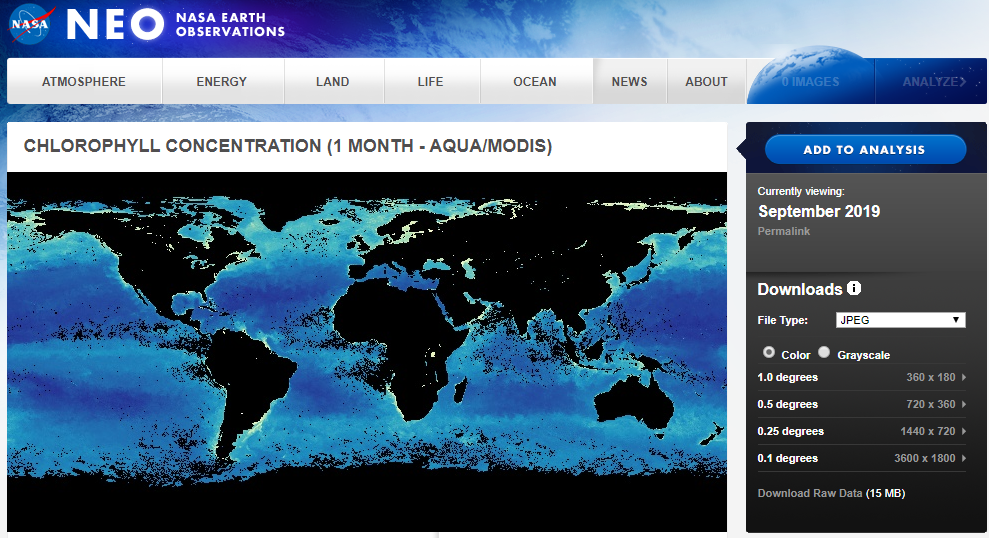 NASA
NEO
NASA EARTH
OBSERVATIONS
ATMOSPHERE
ENERGY
LAND
LIFE
OCEAN
NEWS
ABOUT
0 IMAGES
ANALYZE
CHLOROPHYLL CONCENTRATION (1 MONTH - AQUA/MODIS)
ADD TO ANALYSIS
Currently viewing:
September 2019
Permalink
Downloads i
File Type: JPEG
Color Grayscale
1.0 degrees 360 x 180
0.5 degrees 720 x 360
0.25 degrees 1440 x 720
0.1 degrees 3600 x 1800
Download Raw Data (15 MB)